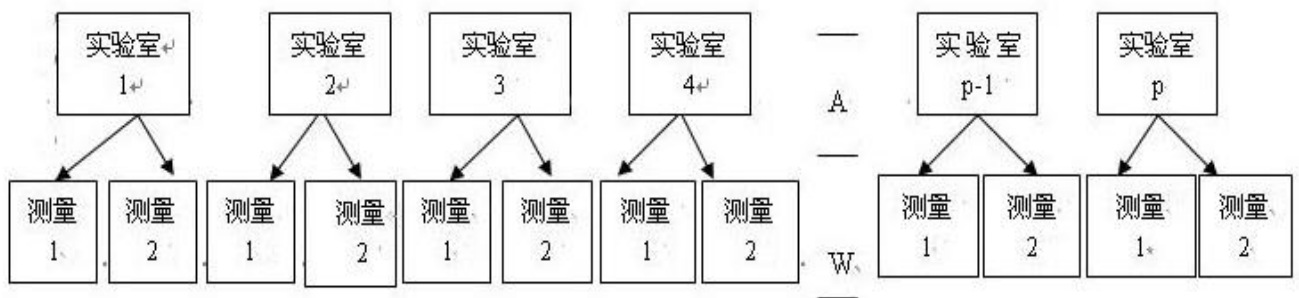 实验室 实验室 实验室 实验室 实验室 实验室
1 2 3 4 p-1 p
A
测量 测量 测量 测量 测量 测量 测量 测量 测量 测量 测量 测量
1 2 1 2 1 2 1 2 1 2 1 2
W